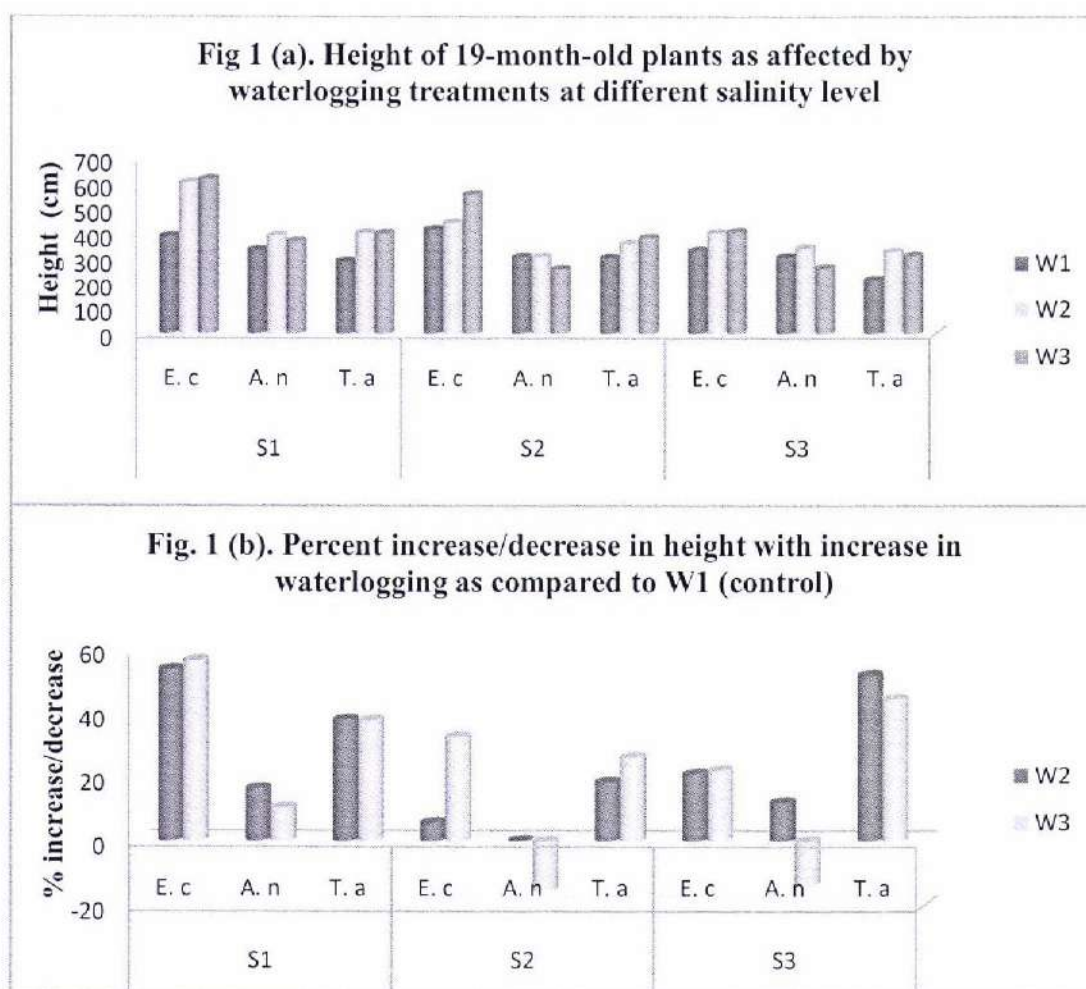 Fig 1 (a). Height of 19-month-old plants as affected by
waterlogging treatments at different salinity level
Height (cm)
700
600
500
400
300
200
100
0
E. c A. n T. a E. c A. n T. a E. c A. n T. a
S1 S2 S3
W1
W2
W3
Fig. 1 (b). Percent increase/decrease in height with increase in
waterlogging as compared to W1 (control)
% increase/decrease
60
40
20
0
-20
E. c A. n T. a E. c A. n T. a E. c A. n T. a
S1 S2 S3
W2
W3